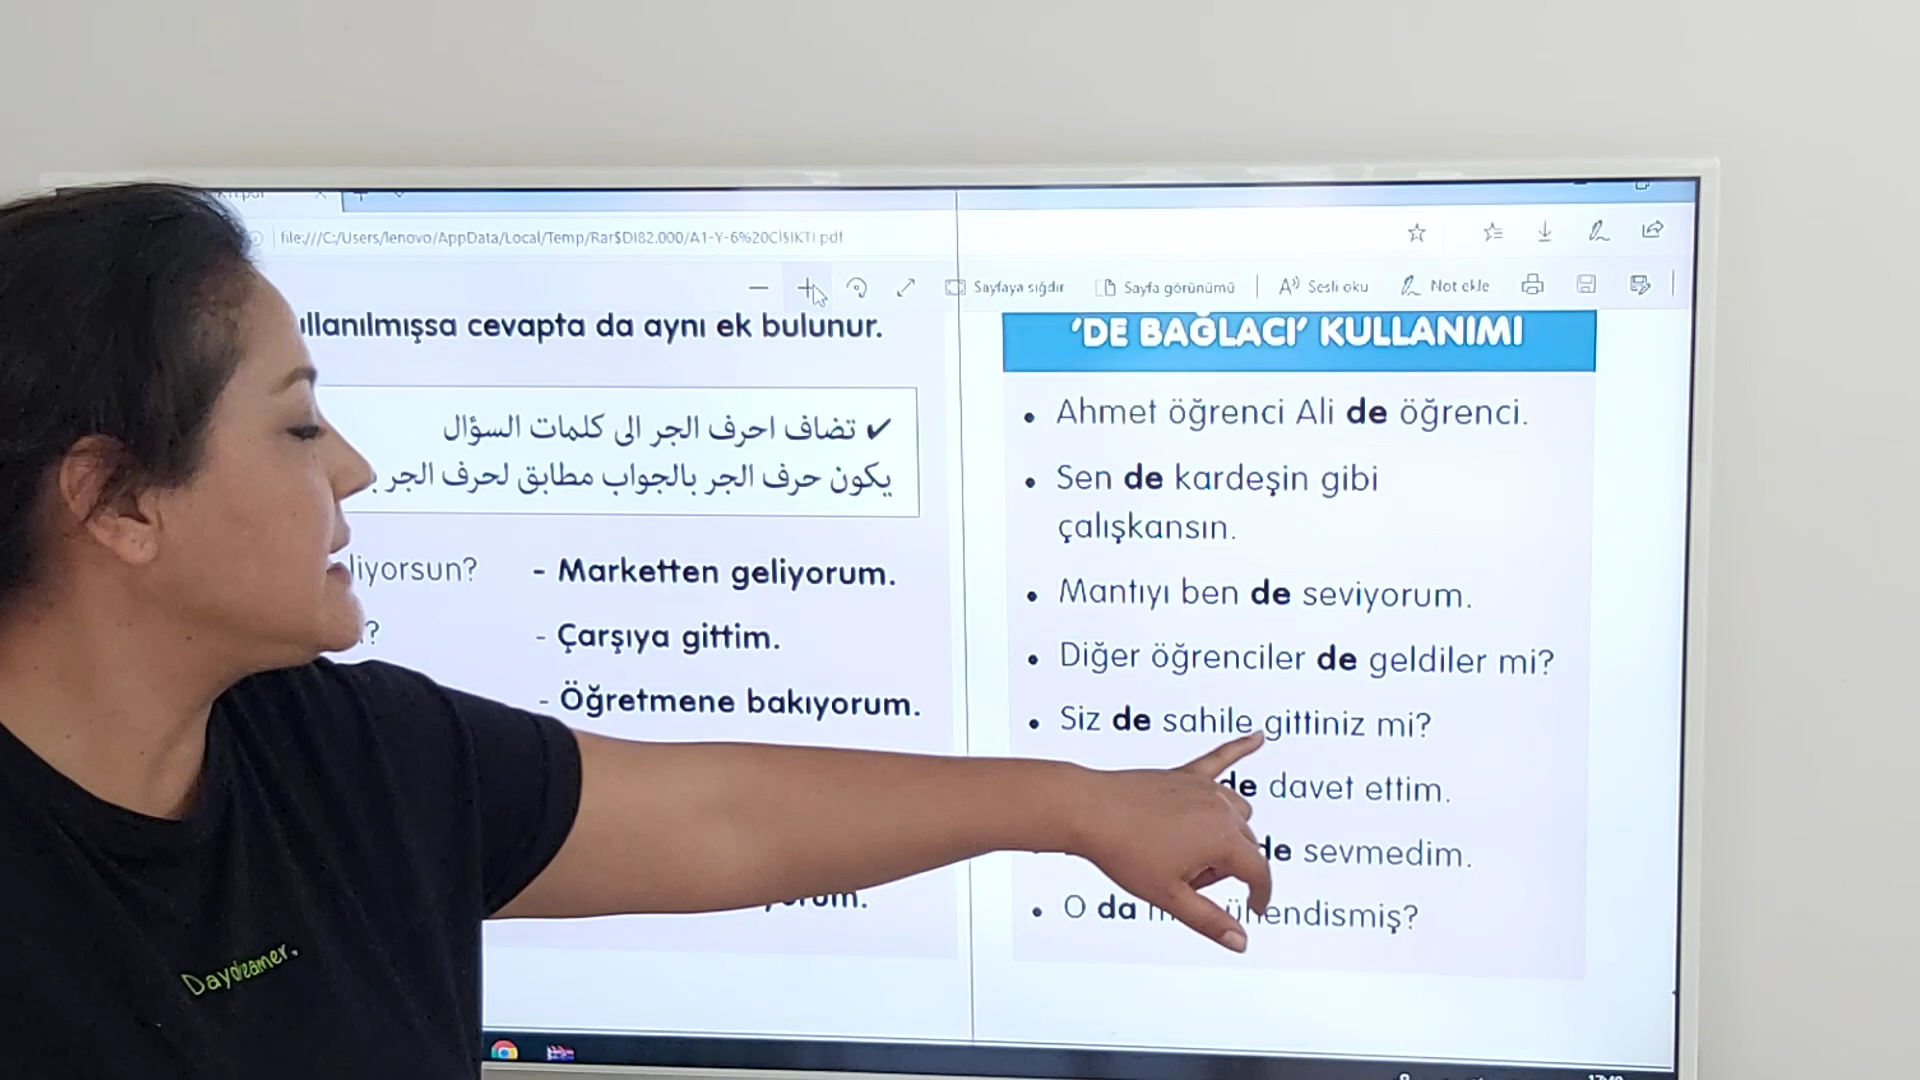 file:///C:/Users/lenovo/AppData/Local/Temp/Rar$DI82.000/A1-Y-6%20CİŞIKTI.pdf
Sayfaya sığdır
Sayfa görünümü
Sesli oku
Not ekle
cevapta da aynı ek bulunur.
✓ تضاف احرف الجر الى كلمات السؤال
يكون حرف الجر بالجواب مطابق لحرف الجر
liyorsun? - Marketten geliyorum.
? - Çarşıya gittim.
- Öğretmene bakıyorum.
'DE BAĞLACI' KULLANIMI
• Ahmet öğrenci Ali de öğrenci.
• Sen de kardeşin gibi
çalışkansın.
• Mantıyı ben de seviyorum.
• Diğer öğrenciler de geldiler mi?
• Siz de sahile gittiniz mi?
de davet ettim.
de sevmedim.
• O da
Daydreamer.